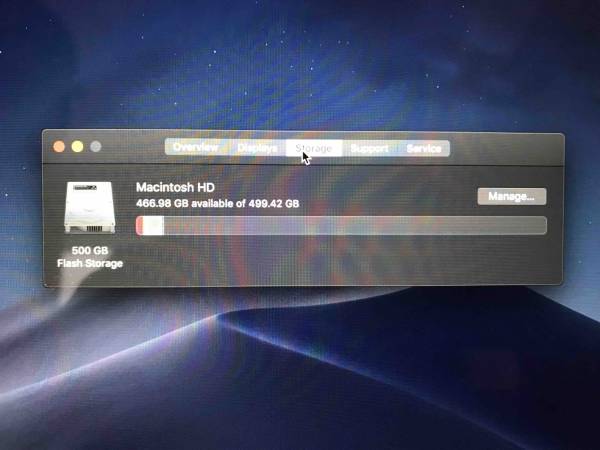 Overview Displays Storage Support Service
Macintosh HD
466.98 GB available of 499.42 GB
Manage...
500 GB
Flash Storage